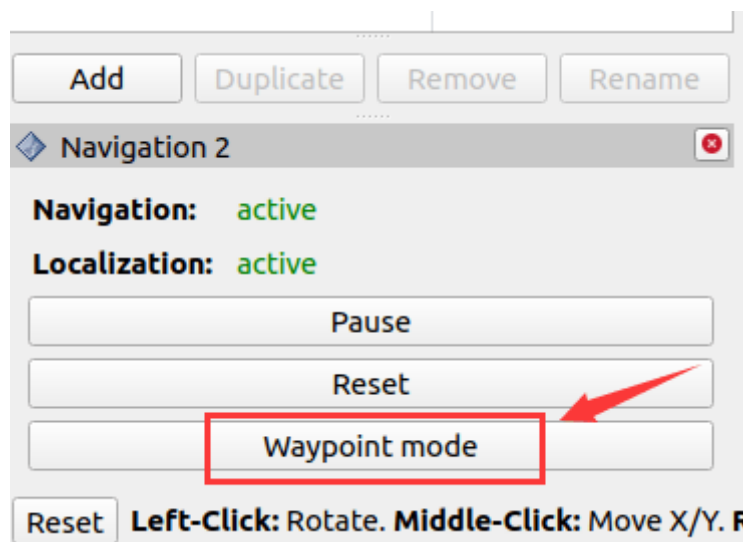 Add Duplicate Remove Rename
Navigation 2
Navigation: active
Localization: active
Pause
Reset
Waypoint mode
Reset Left-Click: Rotate. Middle-Click: Move X/Y. R